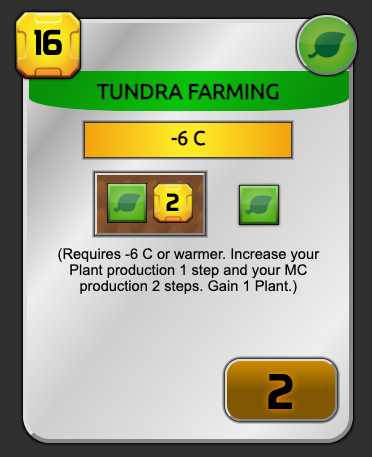 16
TUNDRA FARMING
-6 C
2
(Requires -6 C or warmer. Increase your
Plant production 1 step and your MC
production 2 steps. Gain 1 Plant.)
2